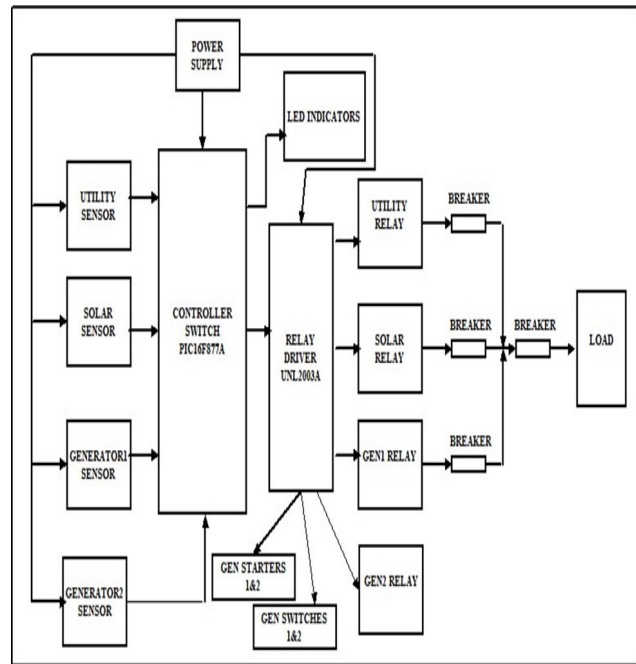 POWER
SUPPLY
LED INDICATORS
UTILITY
SENSOR
UTILITY
RELAY
BREAKER
SOLAR
SENSOR
CONTROLLER
SWITCH
PIC16F877A
RELAY
DRIVER
UNL2003A
SOLAR
RELAY
BREAKER
BREAKER
LOAD
GENERATOR1
SENSOR
GEN1 RELAY
BREAKER
GENERATOR2
SENSOR
GEN STARTERS
1&2
GEN SWITCHES
1&2
GEN2 RELAY